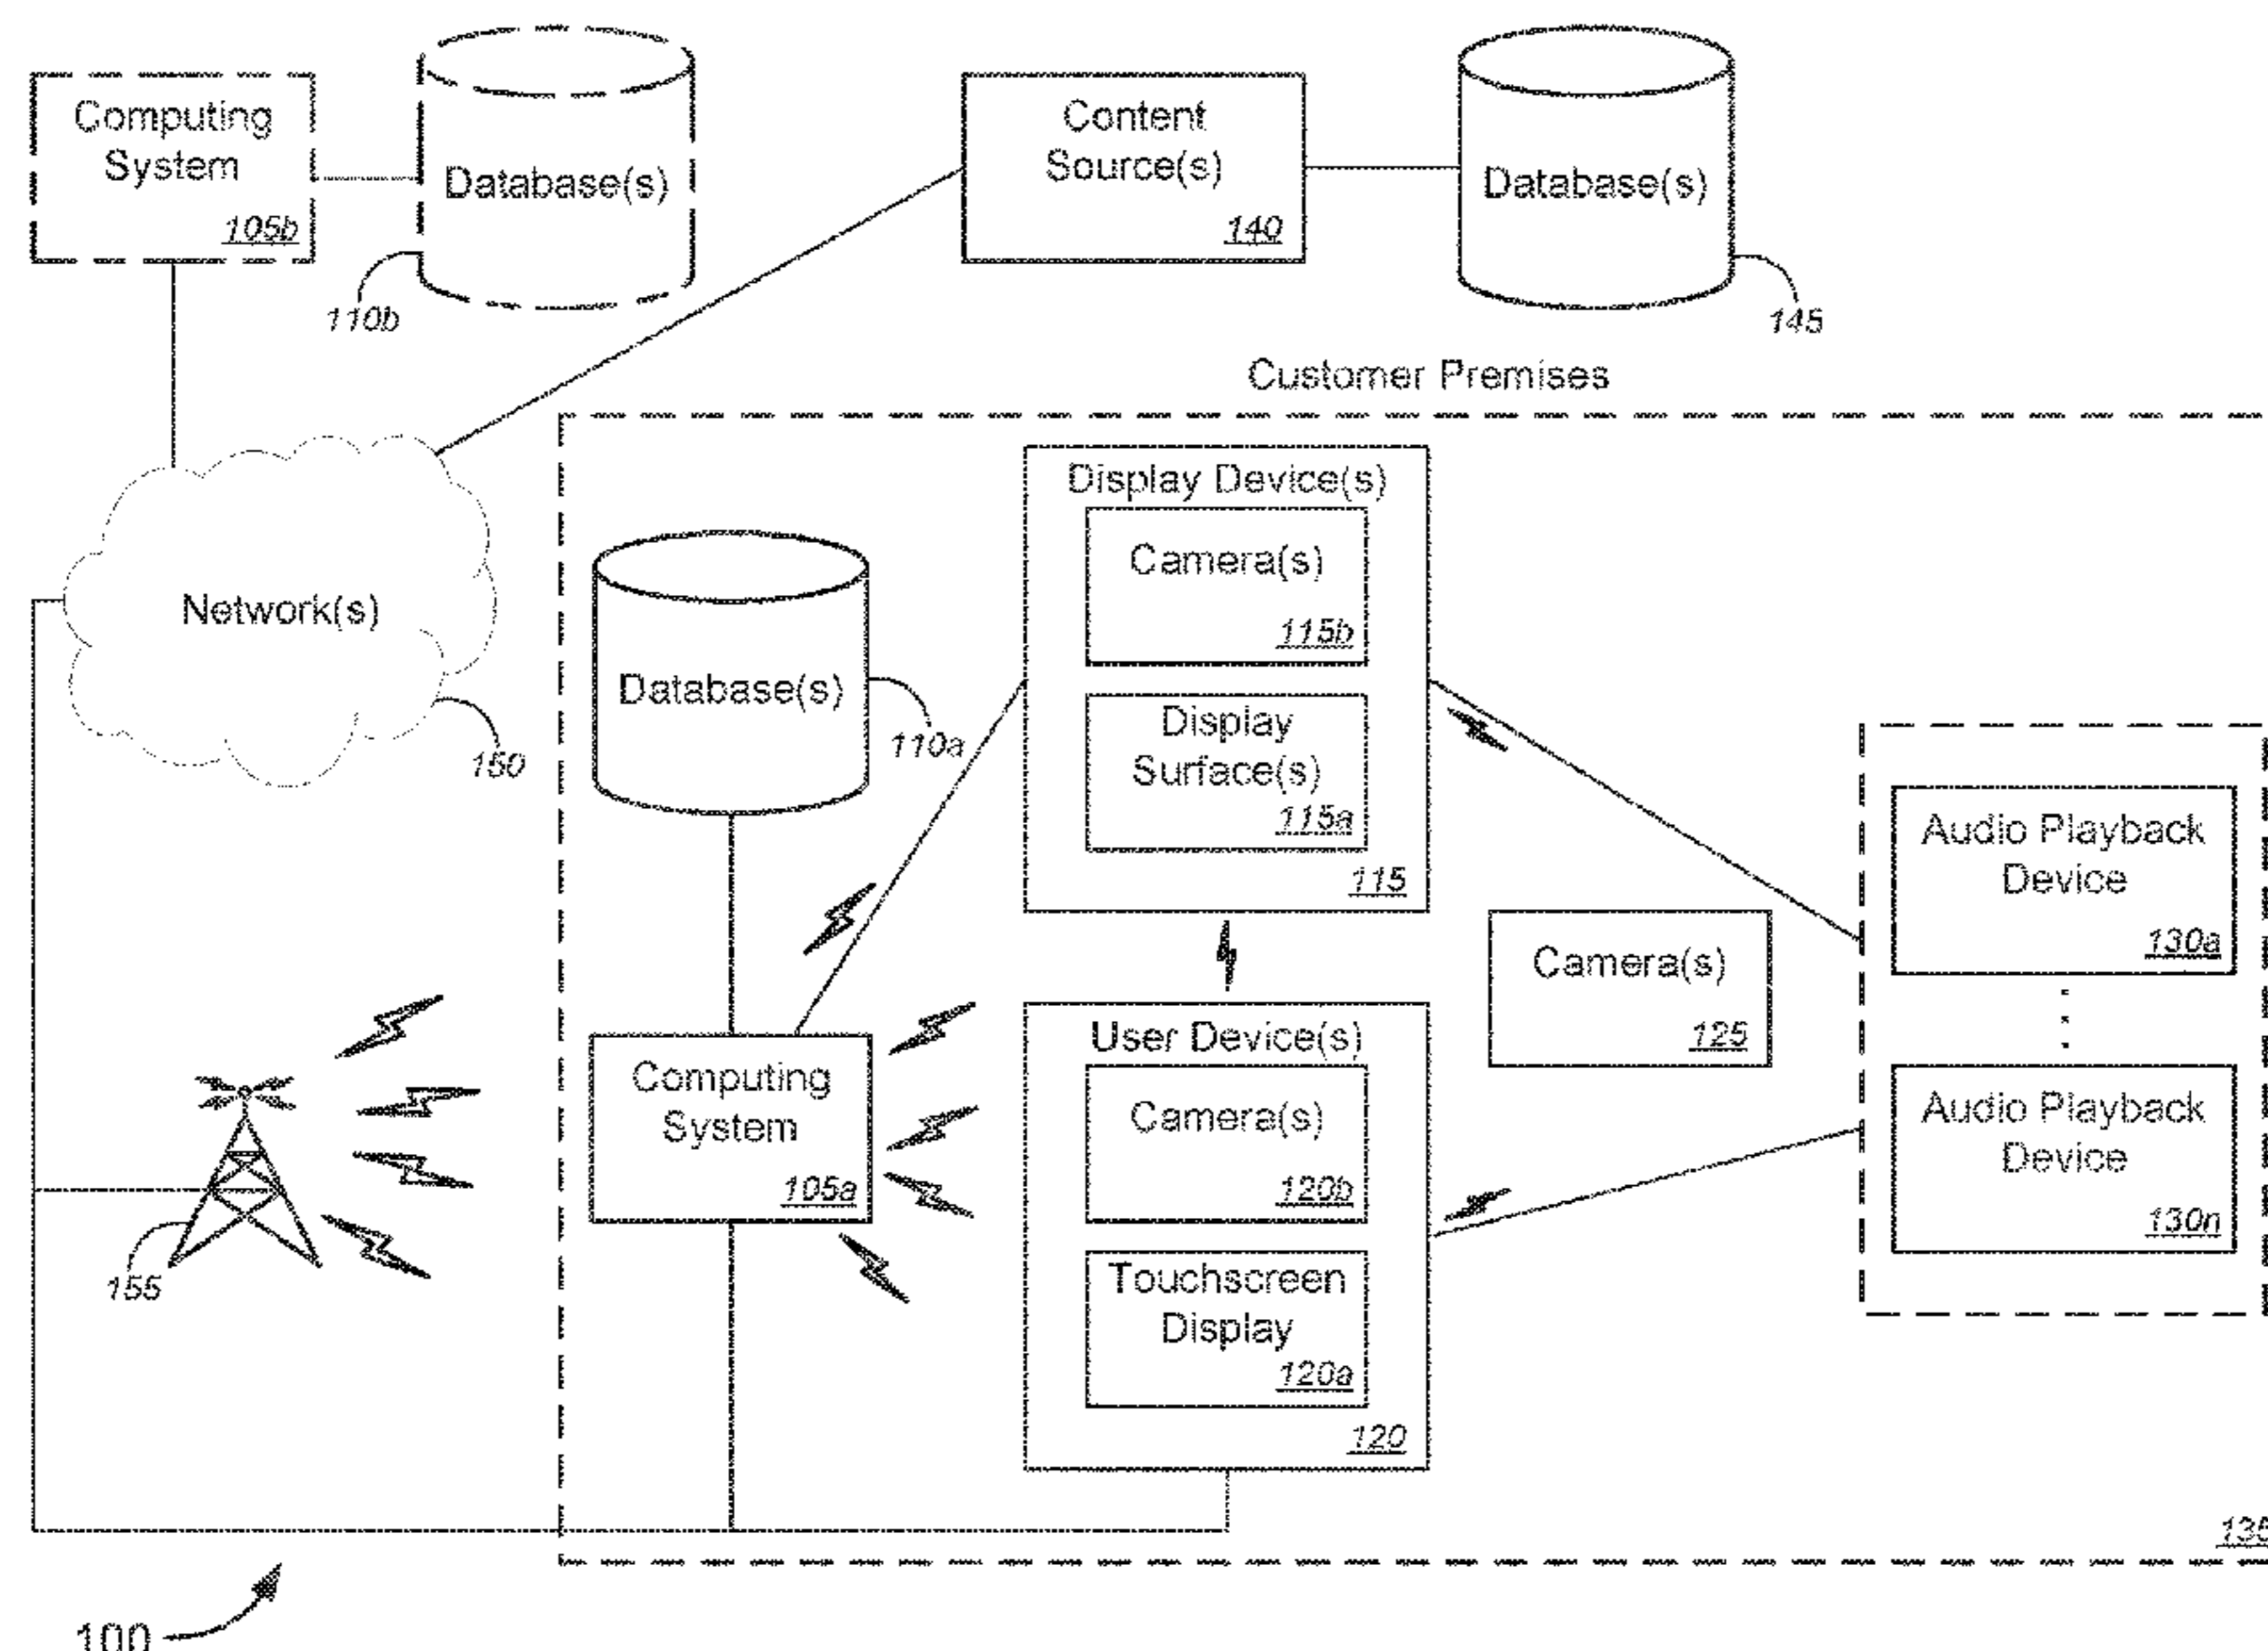 Computing
System
105b
Database(s)
110b
Content
Source(s)
140
Database(s)
145
Customer Premises
Network(s)
150
Database(s)
110a
Display Device(s)
Camera(s)
115b
Display
Surface(s)
115a
115
Audio Playback
Device
130a
Camera(s)
125
Computing
System
105a
User Device(s)
Camera(s)
120b
Touchscreen
Display
120a
120
Audio Playback
Device
130n
155
135
100